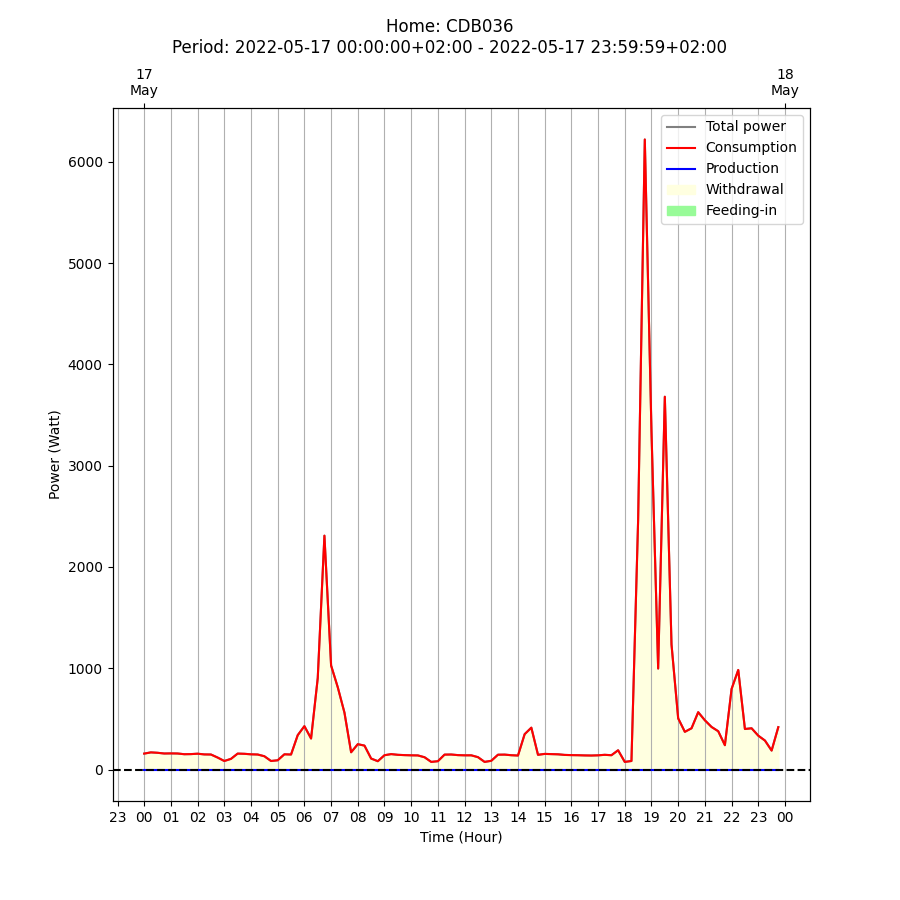 Home: CDB036
Period: 2022-05-17 00:00:00+02:00 - 2022-05-17 23:59:59+02:00
17 18
May May
Total power
Consumption
Production
Withdrawal
Feeding-in
6000
5000
4000
3000
2000
1000
0
Power (Watt)
23 00 01 02 03 04 05 06 07 08 09 10 11 12 13 14 15 16 17 18 19 20 21 22 23 00
Time (Hour)